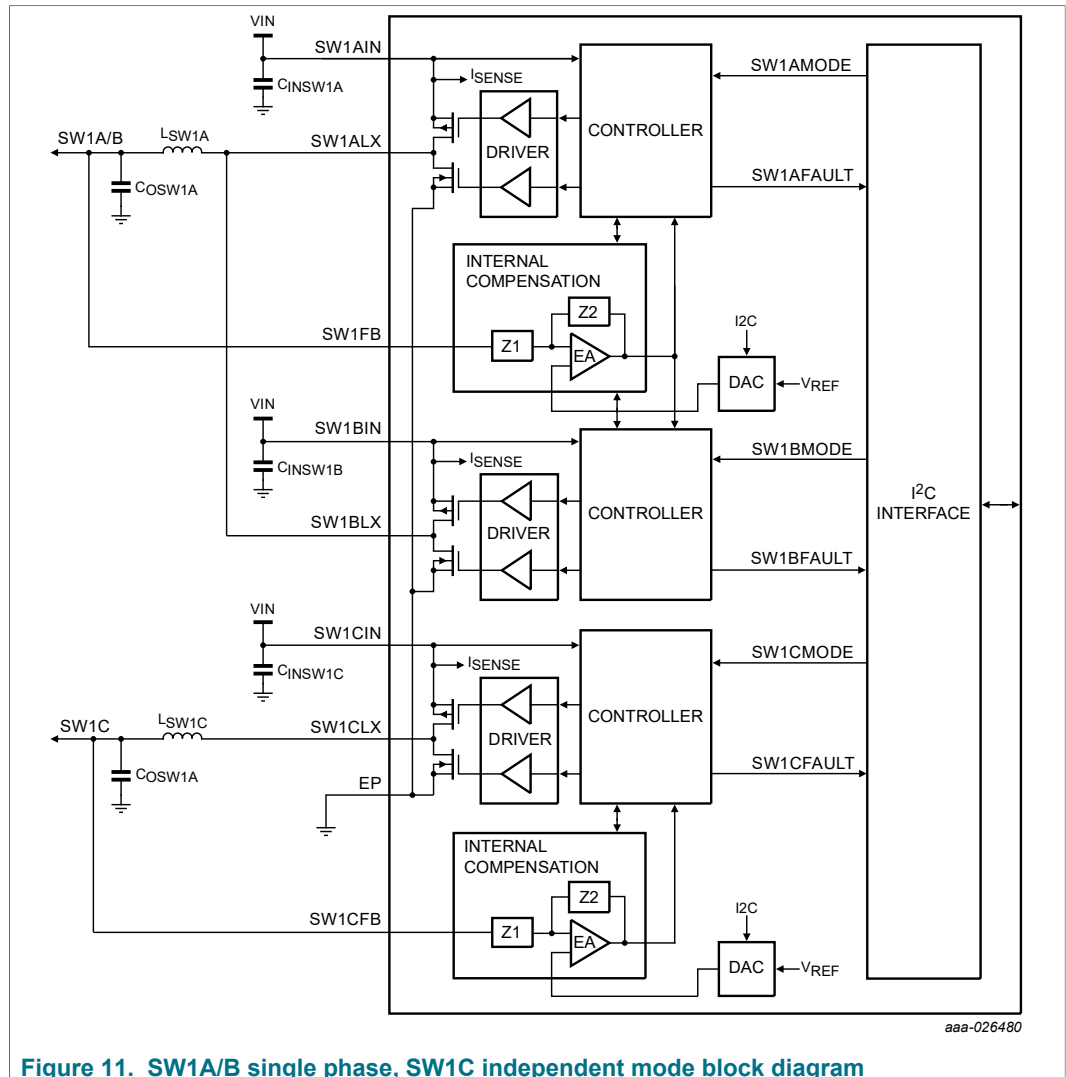 VIN
SW1AIN
CINSW1A
ISENSE
SW1AMODE
CONTROLLER
DRIVER
SW1A/B
LSW1A
SW1ALX
COSW1A
SW1AFAULT
INTERNAL
COMPENSATION
Z2
I2C
SW1FB
Z1
EA
DAC
VREF
VIN
SW1BIN
CINSW1B
ISENSE
SW1BMODE
CONTROLLER
I2C
INTERFACE
DRIVER
SW1BLX
SW1BFAULT
VIN
SW1CIN
CINSW1C
ISENSE
SW1CMODE
CONTROLLER
SW1C
LSW1C
SW1CLX
DRIVER
COSW1A
SW1CFAULT
EP
INTERNAL
COMPENSATION
Z2
I2C
SW1CFB
Z1
EA
DAC
VREF
aaa-026480
Figure 11. SW1A/B single phase, SW1C independent mode block diagram